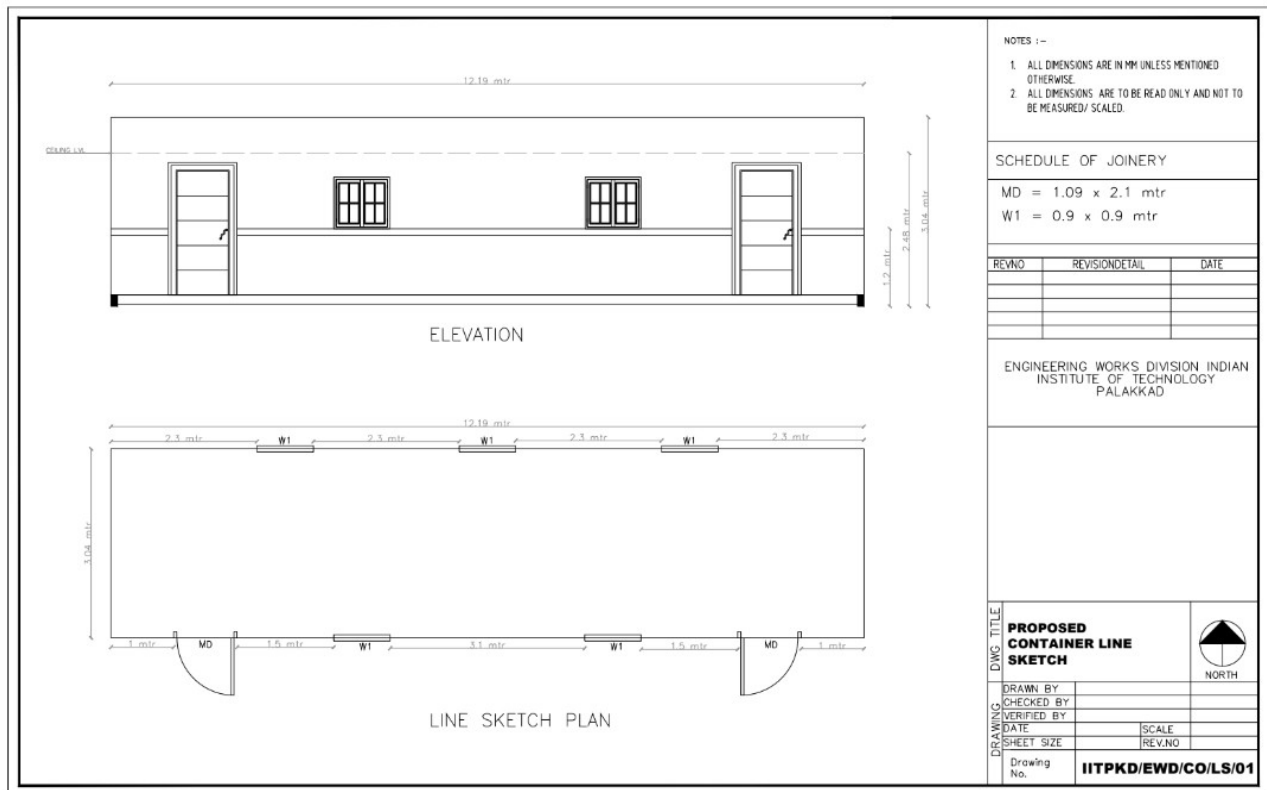 12.19 mtr
CEILING LVL
1.2 mtr
2.48 mtr
3.04 mtr
ELEVATION
12.19 mtr
2.3 mtr W1 2.3 mtr W1 2.3 mtr W1 2.3 mtr
3.04 mtr
1 mtr MD 1.5 mtr W1 3.1 mtr W1 1.5 mtr MD 1 mtr
LINE SKETCH PLAN
NOTES :-
1. ALL DIMENSIONS ARE IN MM UNLESS MENTIONED
OTHERWISE.
2. ALL DIMENSIONS ARE TO BE READ ONLY AND NOT TO
BE MEASURED/ SCALED.
SCHEDULE OF JOINERY
MD = 1.09 x 2.1 mtr
W1 = 0.9 x 0.9 mtr
REVNO REVISIONDETAIL DATE
ENGINEERING WORKS DIVISION INDIAN
INSTITUTE OF TECHNOLOGY
PALAKKAD
DWG TITLE
PROPOSED
CONTAINER LINE
SKETCH
NORTH
DRAWING
DRAWN BY
CHECKED BY
VERIFIED BY
DATE SCALE
SHEET SIZE REV.NO
Drawing
No.
IITPKD/EWD/CO/LS/01